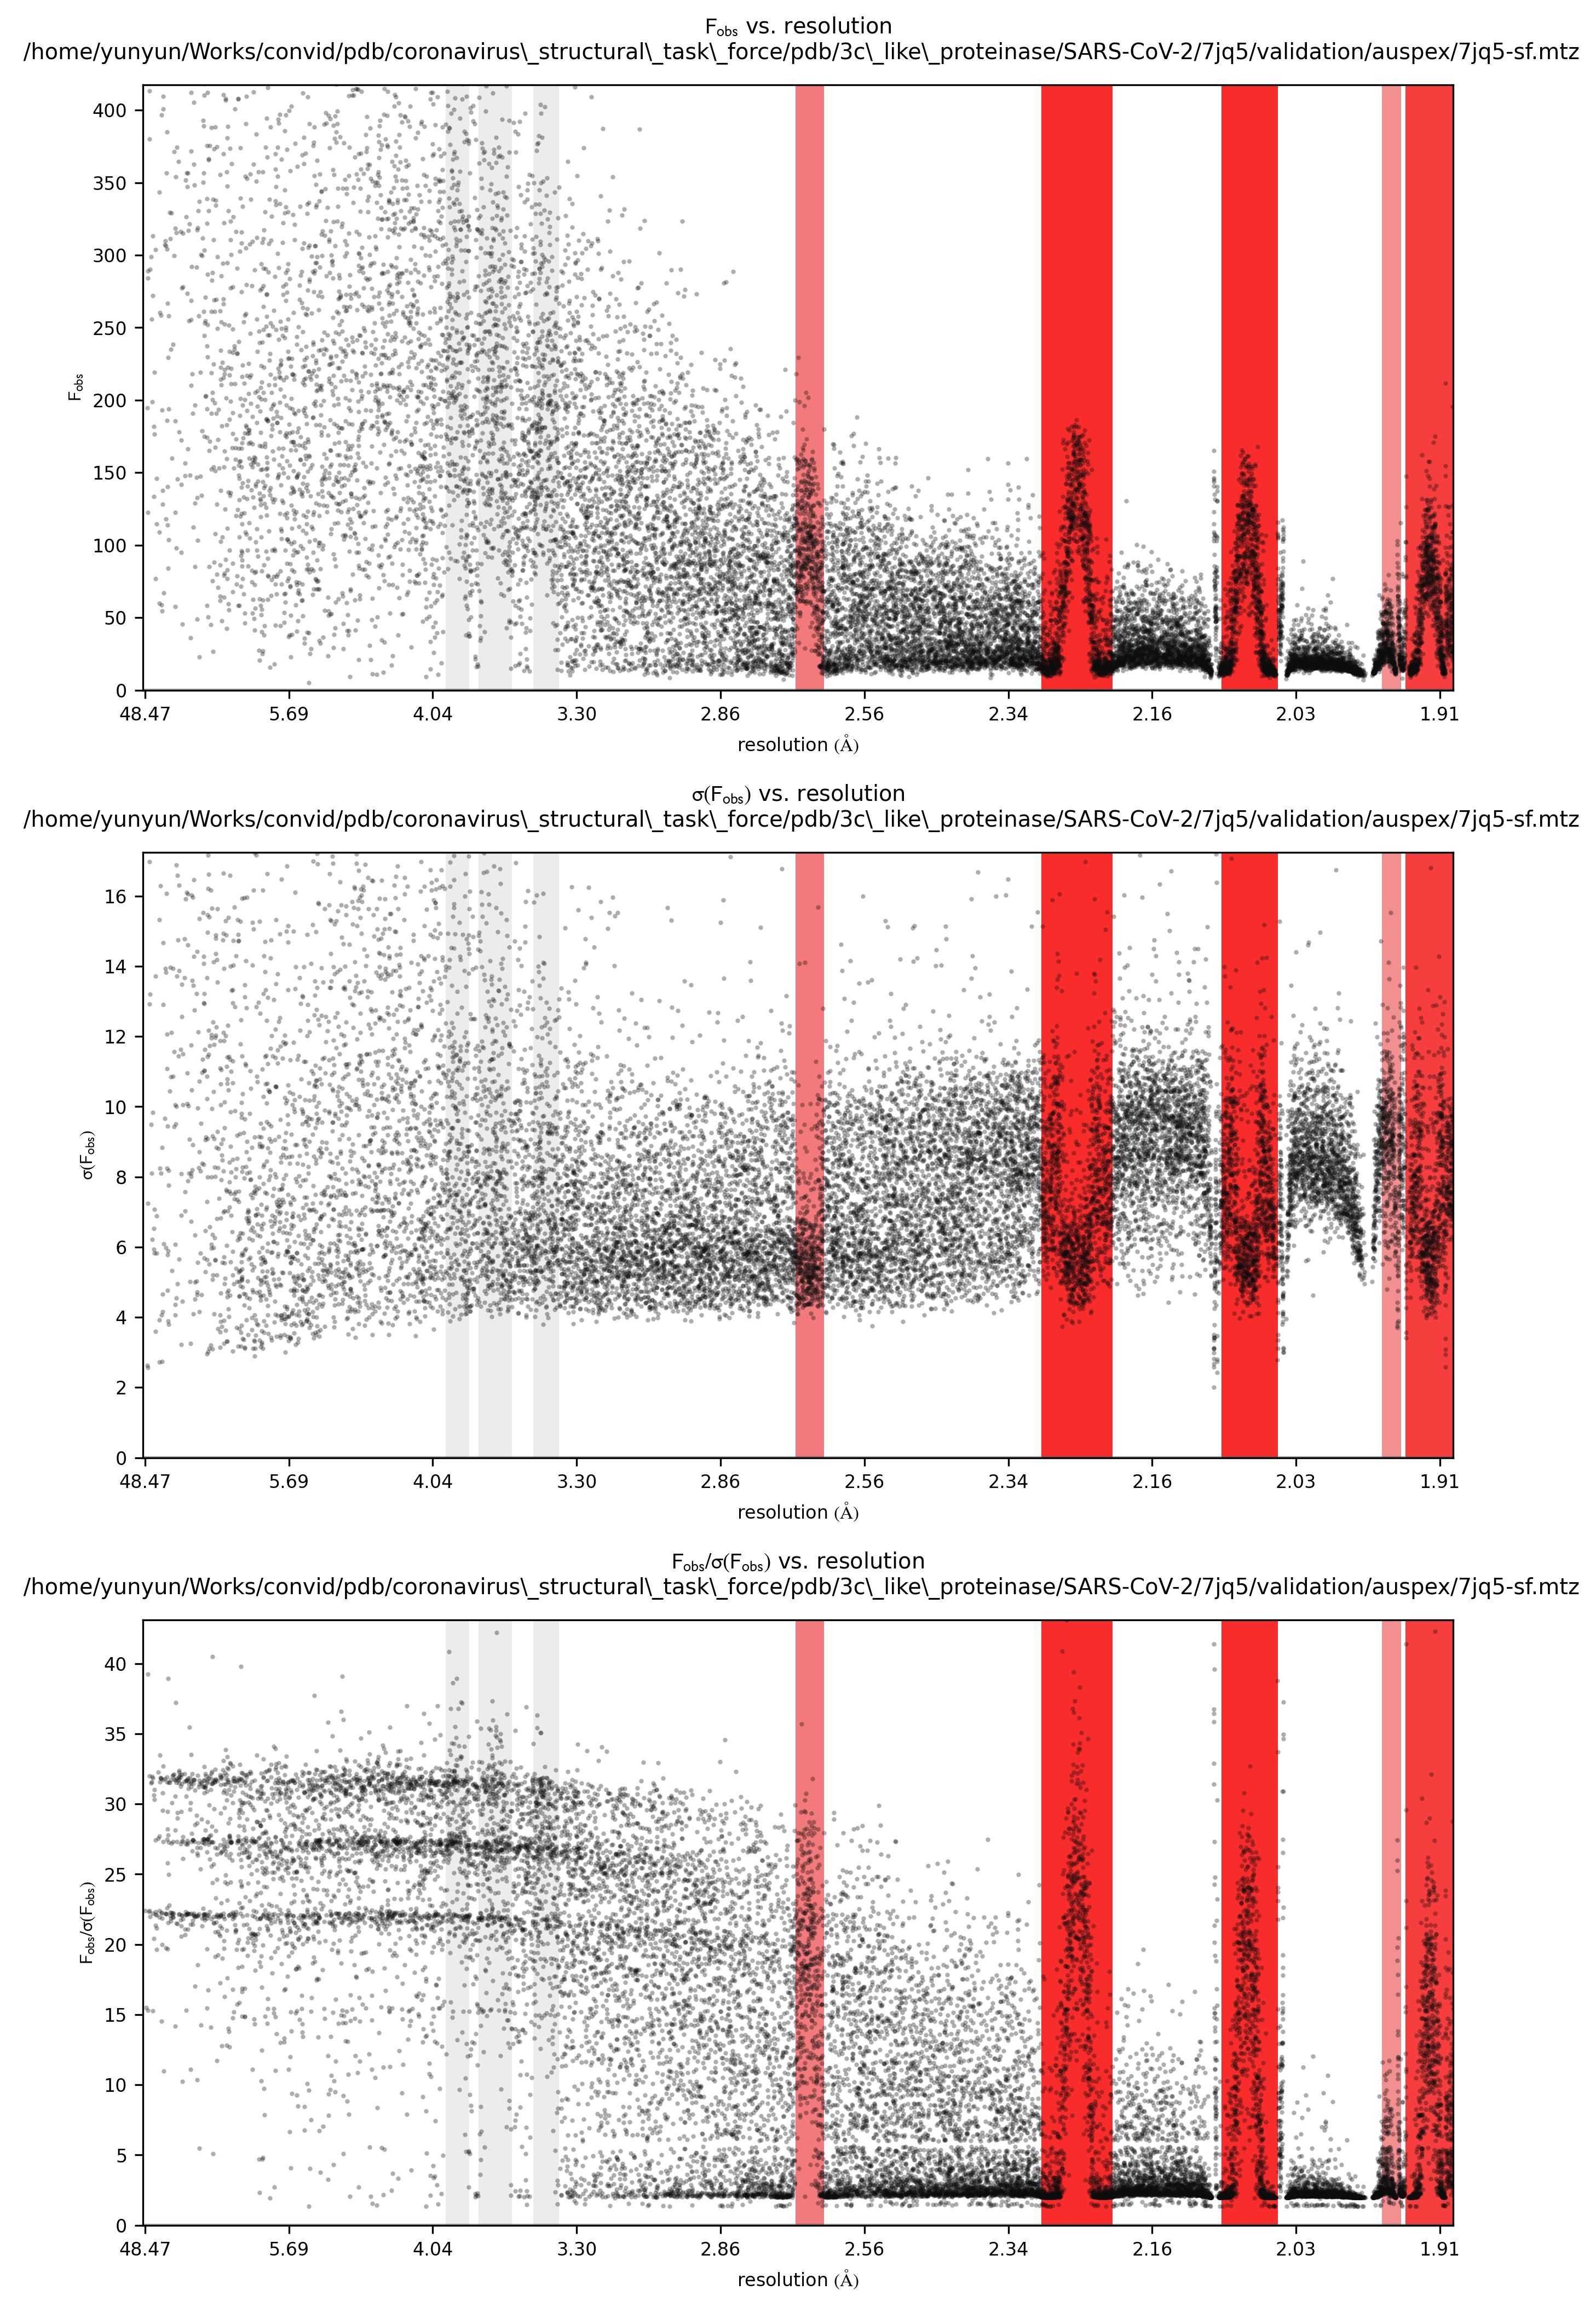 Fobs vs. resolution
/home/yunyun/Works/convid/pdb/coronavirus\_structural\_task\_force/pdb/3c\_like\_proteinase/SARS-CoV-2/7jq5/validation/auspex/7jq5-sf.mtz
400
350
300
250
200
150
100
50
0
Fobs
48.47 5.69 4.04 3.30 2.86 2.56 2.34 2.16 2.03 1.91
resolution (Å)
σ(Fobs) vs. resolution
/home/yunyun/Works/convid/pdb/coronavirus\_structural\_task\_force/pdb/3c\_like\_proteinase/SARS-CoV-2/7jq5/validation/auspex/7jq5-sf.mtz
16
14
12
10
8
6
4
2
0
σ(Fobs)
48.47 5.69 4.04 3.30 2.86 2.56 2.34 2.16 2.03 1.91
resolution (Å)
Fobs/σ(Fobs) vs. resolution
/home/yunyun/Works/convid/pdb/coronavirus\_structural\_task\_force/pdb/3c\_like\_proteinase/SARS-CoV-2/7jq5/validation/auspex/7jq5-sf.mtz
40
35
30
25
20
15
10
5
0
Fobs/σ(Fobs)
48.47 5.69 4.04 3.30 2.86 2.56 2.34 2.16 2.03 1.91
resolution (Å)